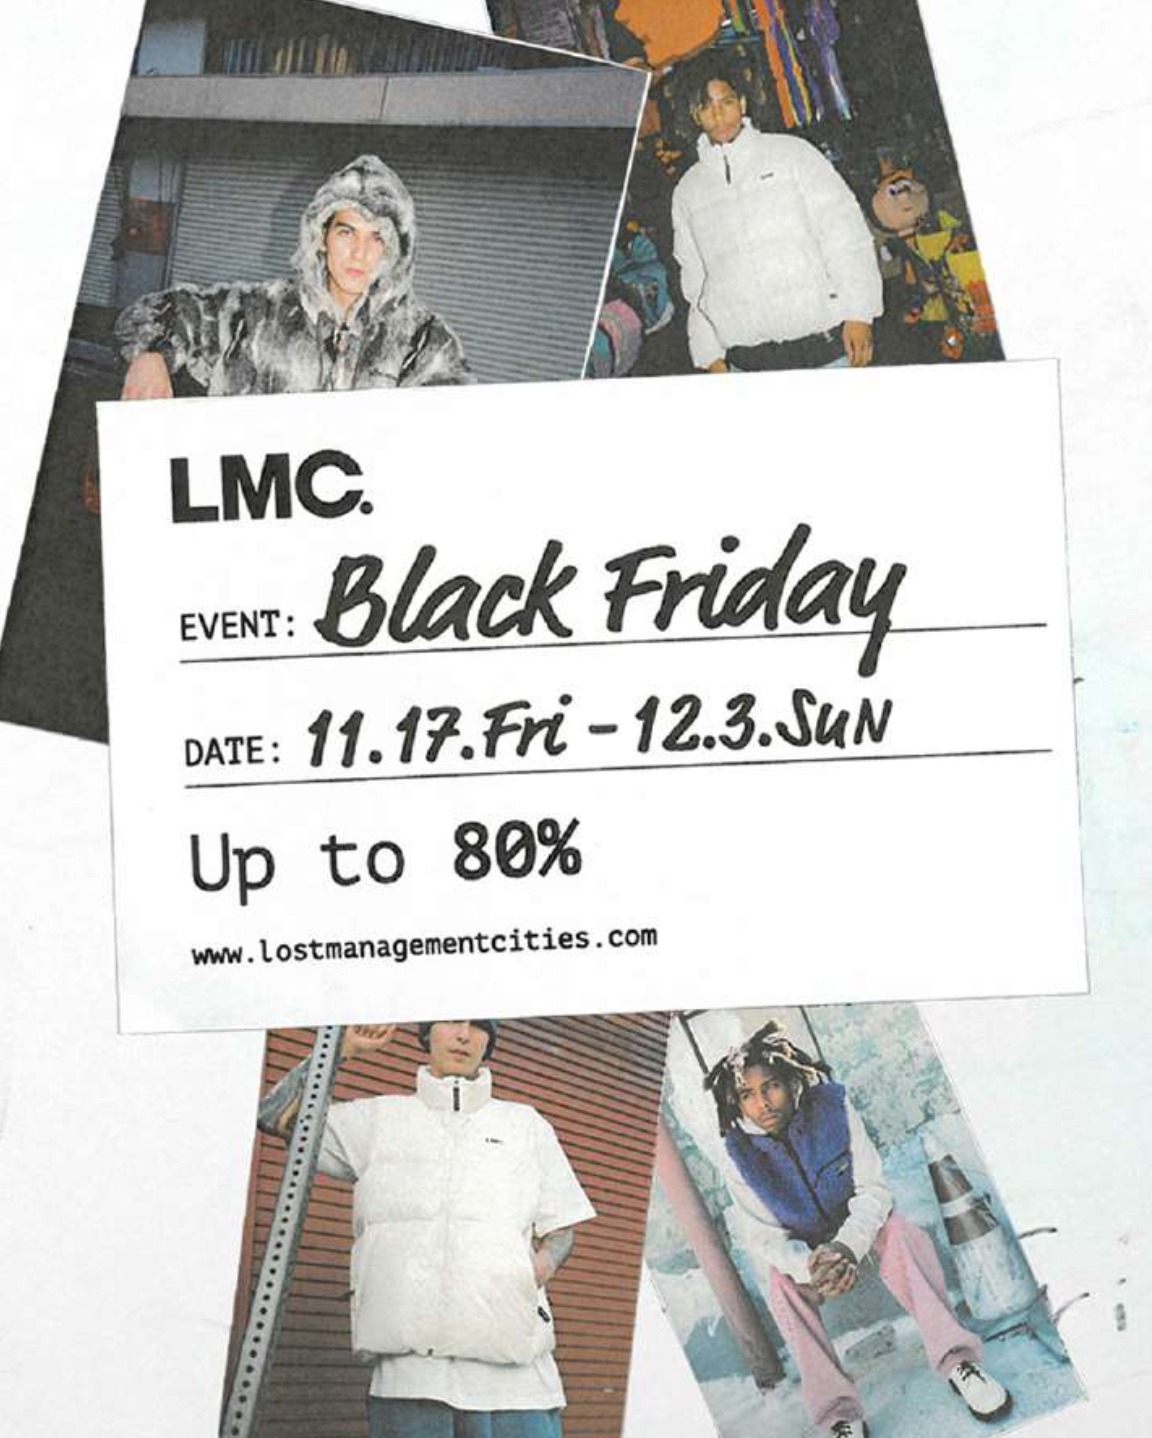 LMC.
EVENT: Black Friday
DATE: 11.17.Fri - 12.3.SuN
Up to 80%
www.lostmanagementcities.com